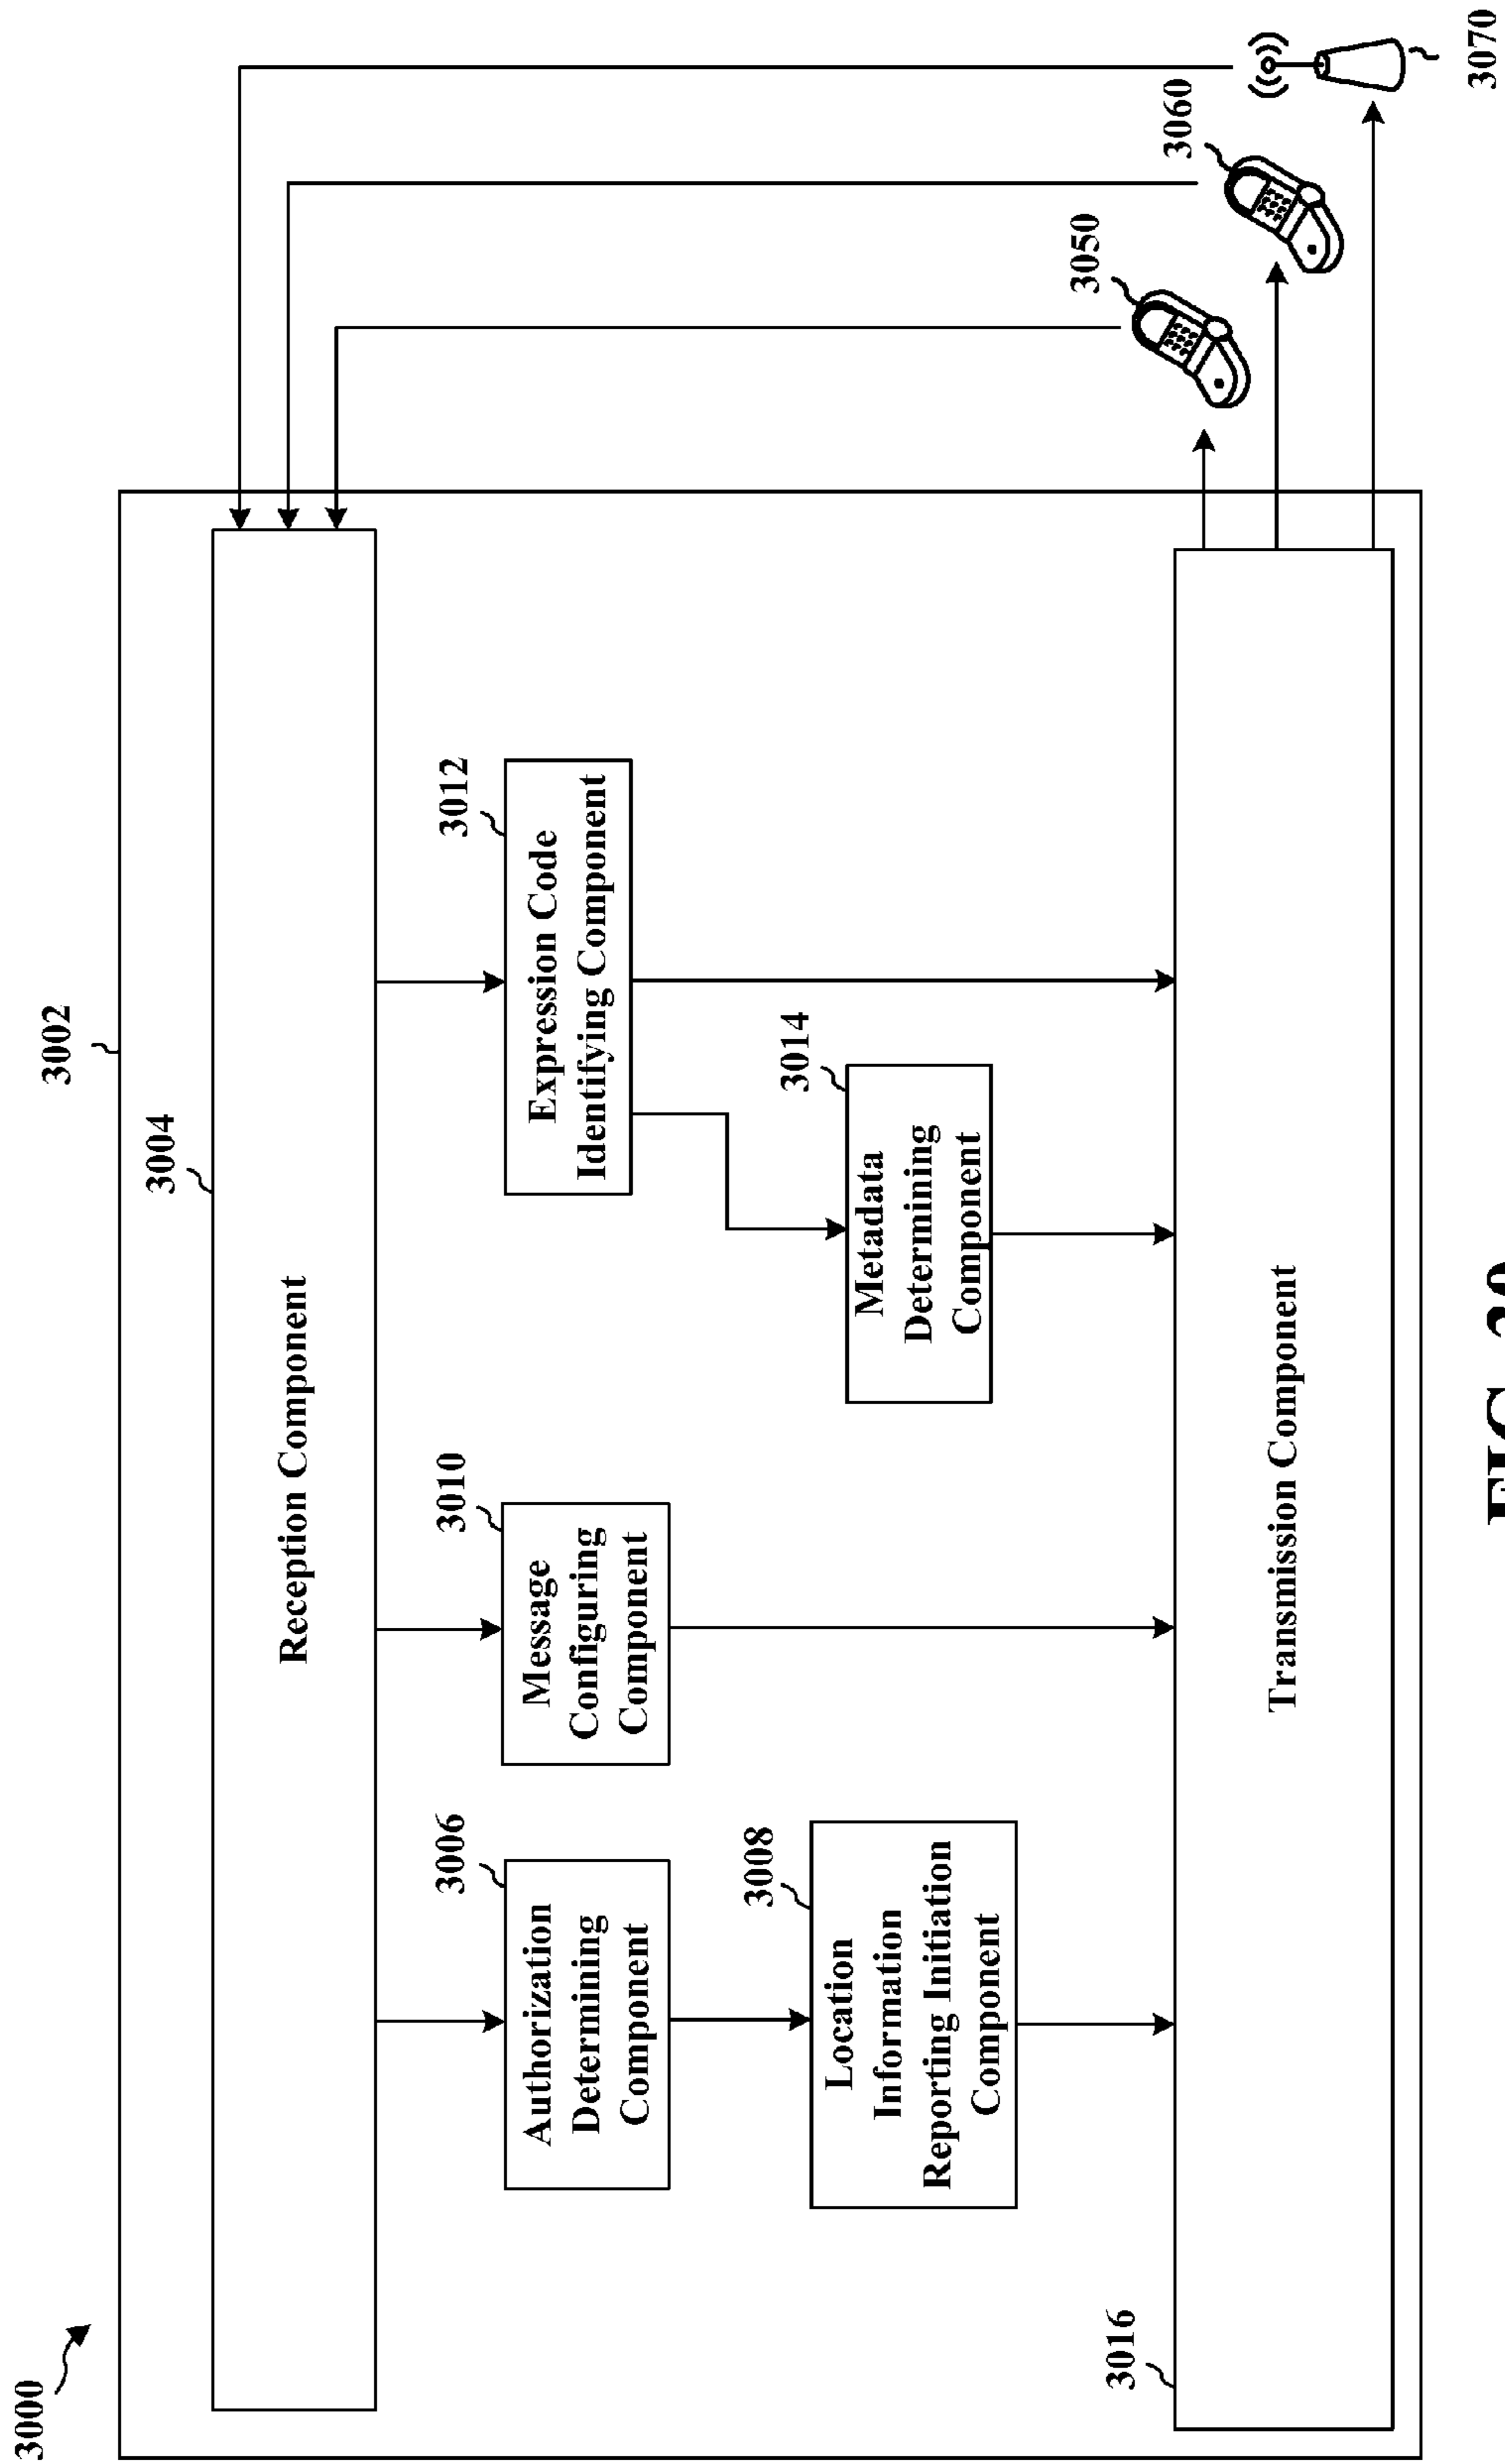 3000
3002
3004
Reception Component
3006
Authorization
Determining
Component
3008
Location
Information
Reporting Initiation
Component
3010
Message
Configuring
Component
3012
Expression Code
Identifying Component
3014
Metadata
Determining
Component
3016
Transmission Component
3050
3060
3070